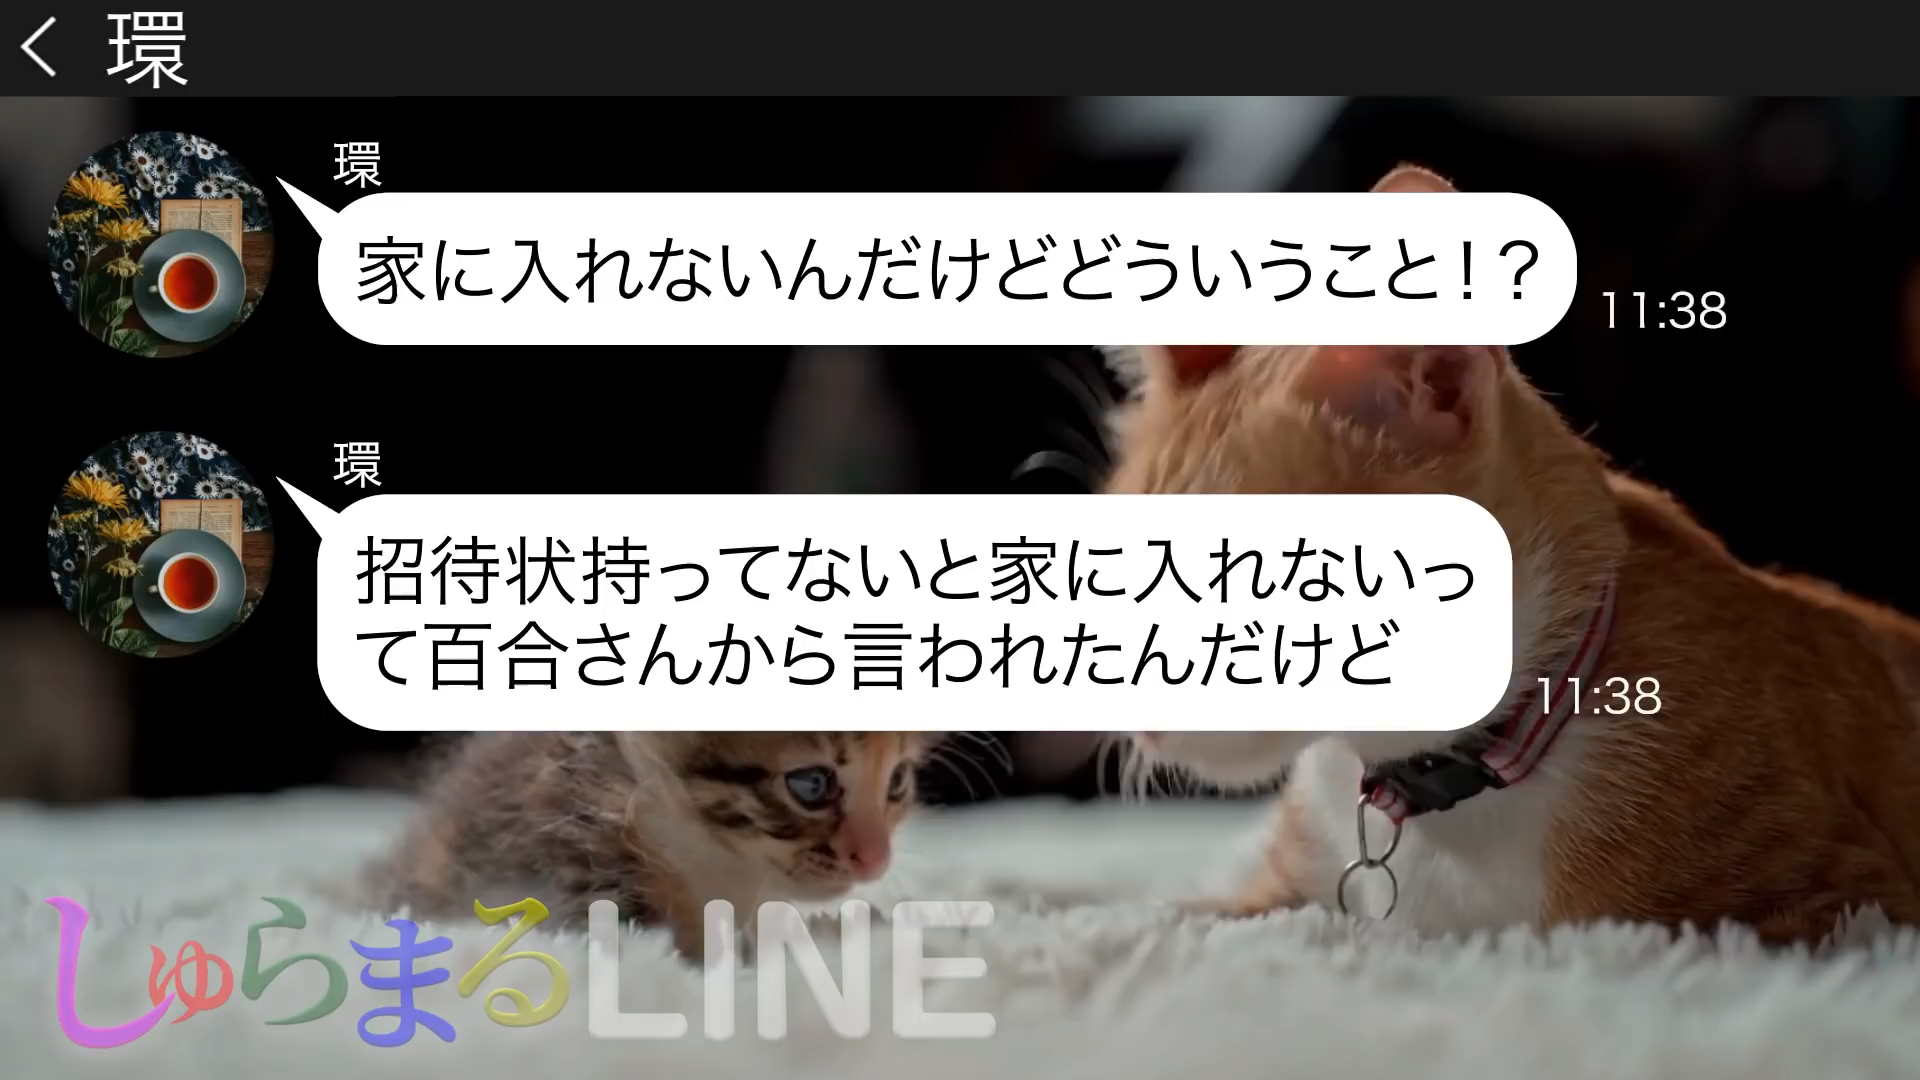 環
環
家に入れないんだけどどういうこと！？
11:38
環
招待状持ってないと家に入れないっ
て百合さんから言われたんだけど
11:38
しゅらまるLINE